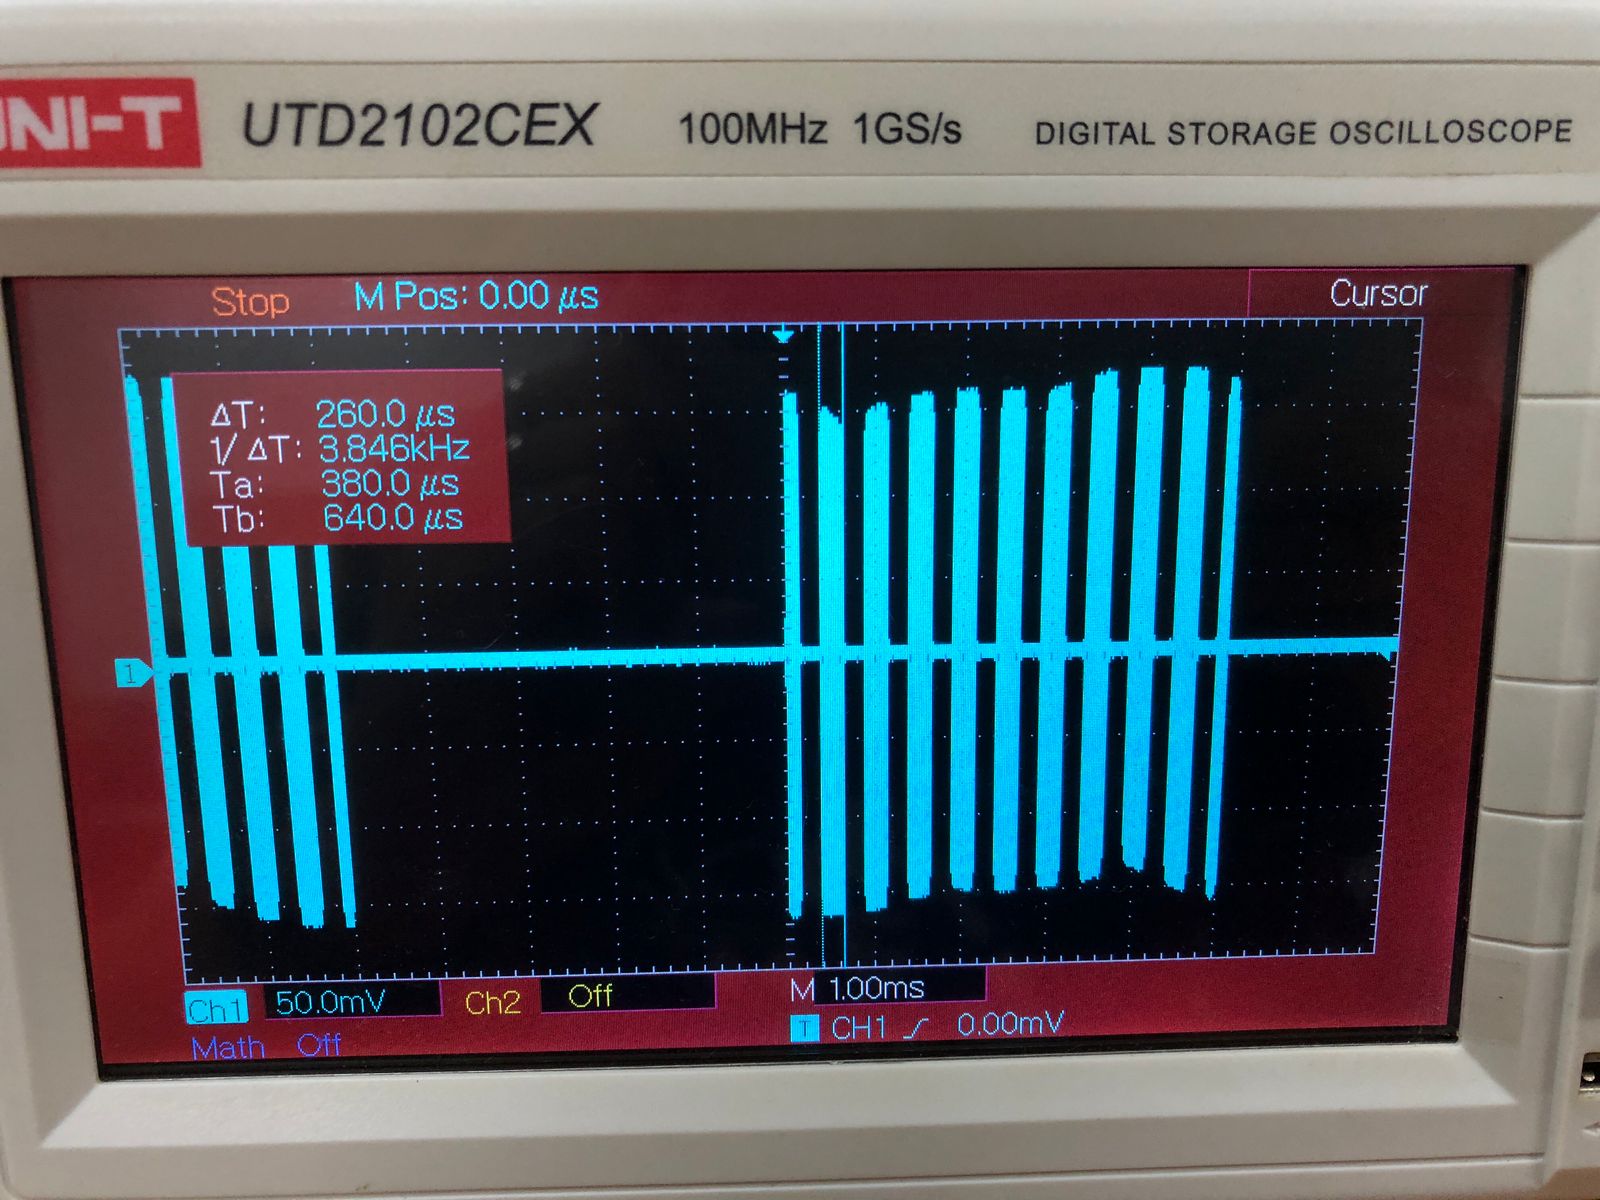 UNI-T UTD2102CEX 100MHz 1GS/s DIGITAL STORAGE OSCILLOSCOPE
Stop M Pos: 0.00 μs Cursor
ΔT: 260.0 μs
1/ΔT: 3.846kHz
Ta: 380.0 μs
Tb: 640.0 μs
1
Ch1 50.0mV Ch2 Off M 1.00ms
Math Off T CH1 0.00mV